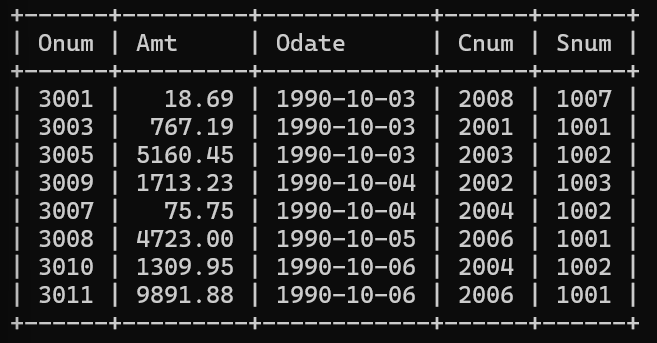 +------+---------+------------+------+------+
| Onum | Amt     | Odate      | Cnum | Snum |
+------+---------+------------+------+------+
| 3001 |   18.69 | 1990-10-03 | 2008 | 1007 |
| 3003 |  767.19 | 1990-10-03 | 2001 | 1001 |
| 3005 | 5160.45 | 1990-10-03 | 2003 | 1002 |
| 3009 | 1713.23 | 1990-10-04 | 2002 | 1003 |
| 3007 |   75.75 | 1990-10-04 | 2004 | 1002 |
| 3008 | 4723.00 | 1990-10-05 | 2006 | 1001 |
| 3010 | 1309.95 | 1990-10-06 | 2004 | 1002 |
| 3011 | 9891.88 | 1990-10-06 | 2006 | 1001 |
+------+---------+------------+------+------+